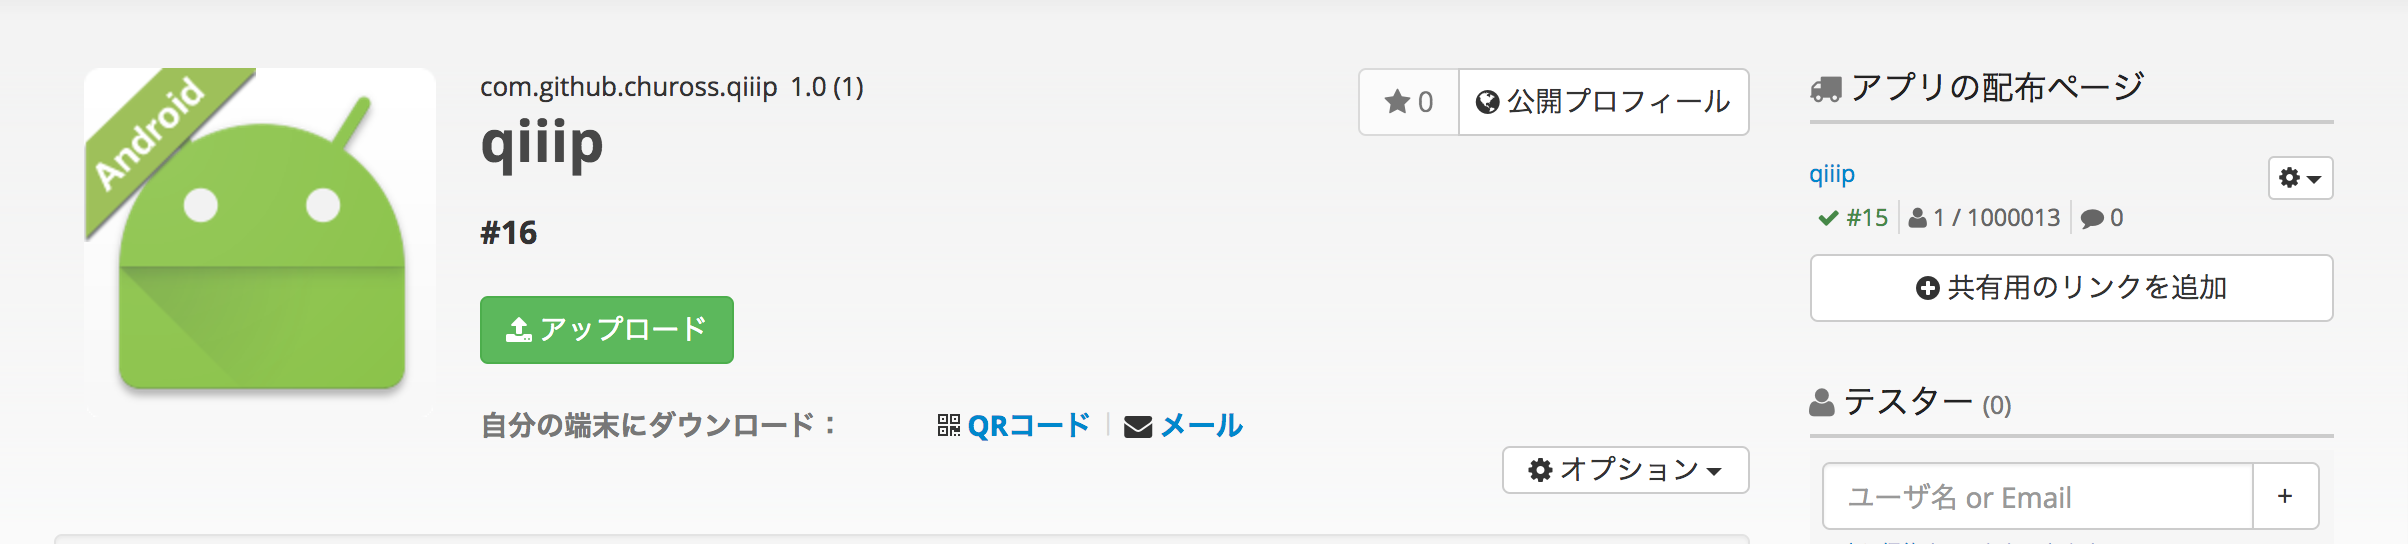 Android
com.github.chuross.qiiip 1.0 (1)
qiiip
#16
アップロード
自分の端末にダウンロード：
QRコード
メール
0
公開プロフィール
オプション
アプリの配布ページ
qiiip
#15
1 / 1000013
0
共有用のリンクを追加
テスター (0)
ユーザ名 or Email
+